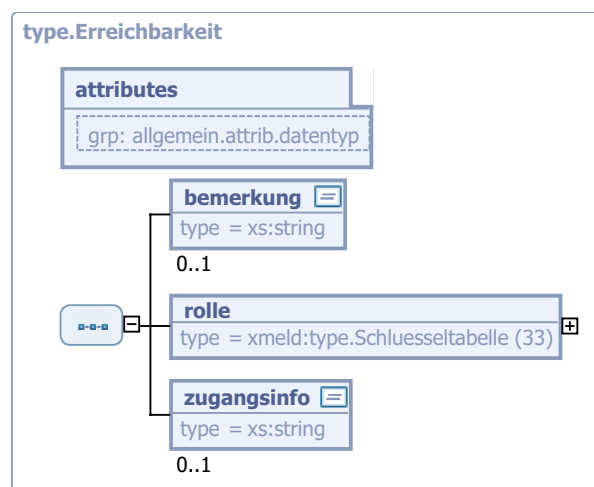 type.Erreichbarkeit
attributes
grp: allgemein.attrib.datentyp
bemerkung
type = xs:string
0..1
rolle
type = xmeld:type.Schluesseltabelle (33)
zugangsinfo
type = xs:string
0..1